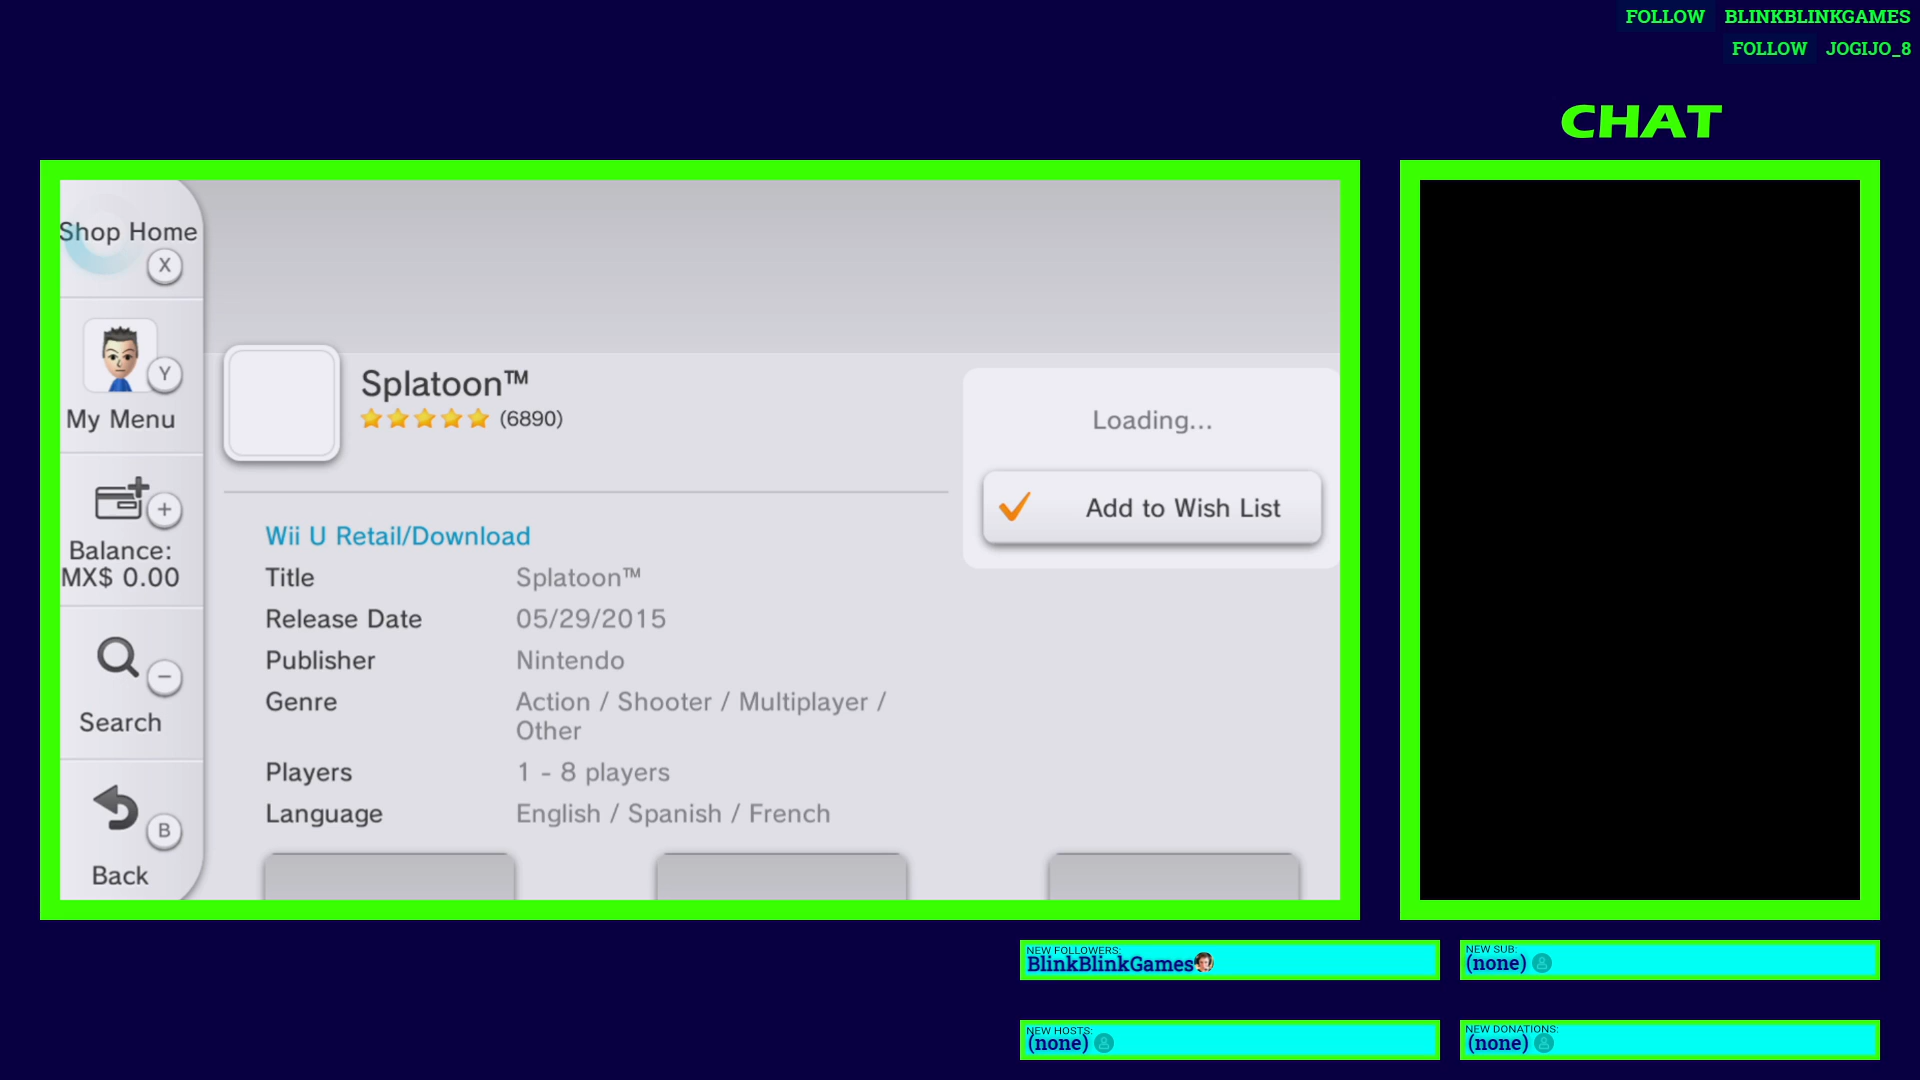 FOLLOW BLINKBLINKGAMES
FOLLOW JOGIJO_8
CHAT
Shop Home
X
Y
My Menu
+
Balance:
MX$ 0.00
−
Search
B
Back
Splatoon™
(6890)
Loading...
Add to Wish List
Wii U Retail/Download
Title Splatoon™
Release Date 05/29/2015
Publisher Nintendo
Genre Action / Shooter / Multiplayer /
Other
Players 1 - 8 players
Language English / Spanish / French
NEW FOLLOWERS:
BlinkBlinkGames
NEW SUB:
(none)
NEW HOSTS:
(none)
NEW DONATIONS:
(none)